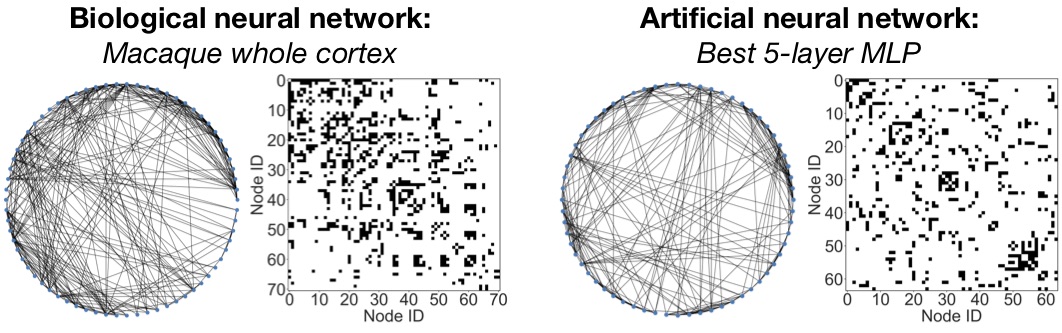 Biological neural network:
Macaque whole cortex
Node ID
0
10
20
30
40
50
60
70
0 10 20 30 40 50 60 70
Node ID
Artificial neural network:
Best 5-layer MLP
Node ID
0
10
20
30
40
50
60
0 10 20 30 40 50 60
Node ID